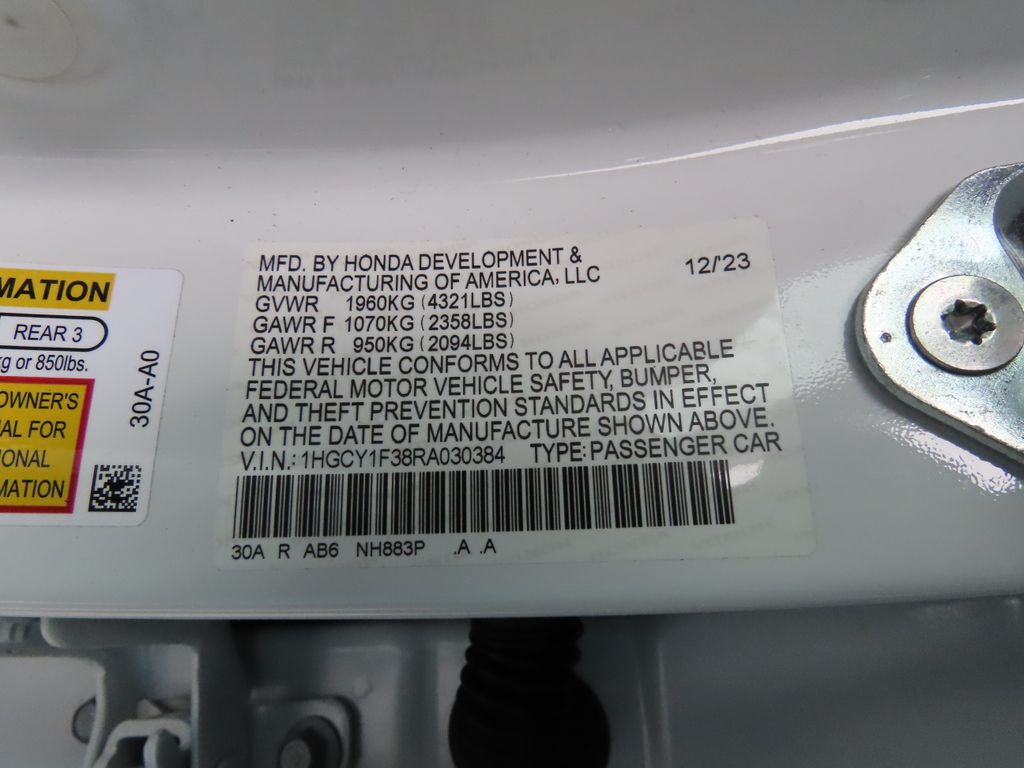 MATION
REAR 3
kg or 850lbs.
OWNER'S
AL FOR
ONAL
MATION
30A-A0
MFD. BY HONDA DEVELOPMENT &
MANUFACTURING OF AMERICA, LLC
12/'23
GVWR 1960KG (4321LBS)
GAWR F 1070KG (2358LBS)
GAWR R 950KG (2094LBS)
THIS VEHICLE CONFORMS TO ALL APPLICABLE
FEDERAL MOTOR VEHICLE SAFETY, BUMPER,
AND THEFT PREVENTION STANDARDS IN EFFECT
ON THE DATE OF MANUFACTURE SHOWN ABOVE.
V.I.N.: 1HGCY1F38RA030384 TYPE: PASSENGER CAR
30A R AB6 NH883P .A .A